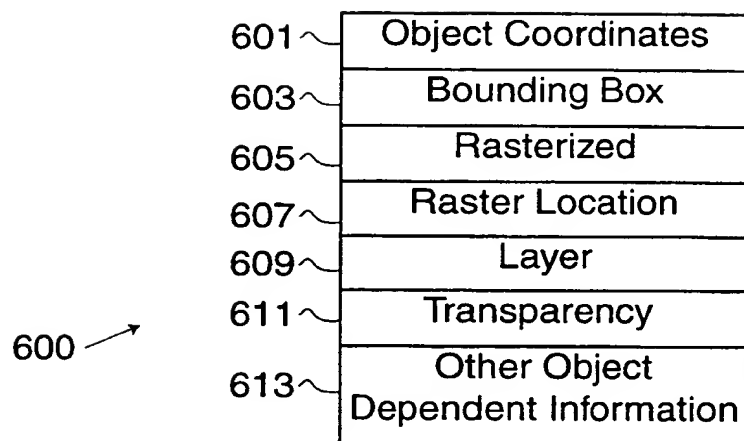 601 Object Coordinates
603 Bounding Box
605 Rasterized
607 Raster Location
609 Layer
611 Transparency
600
613 Other Object
Dependent Information